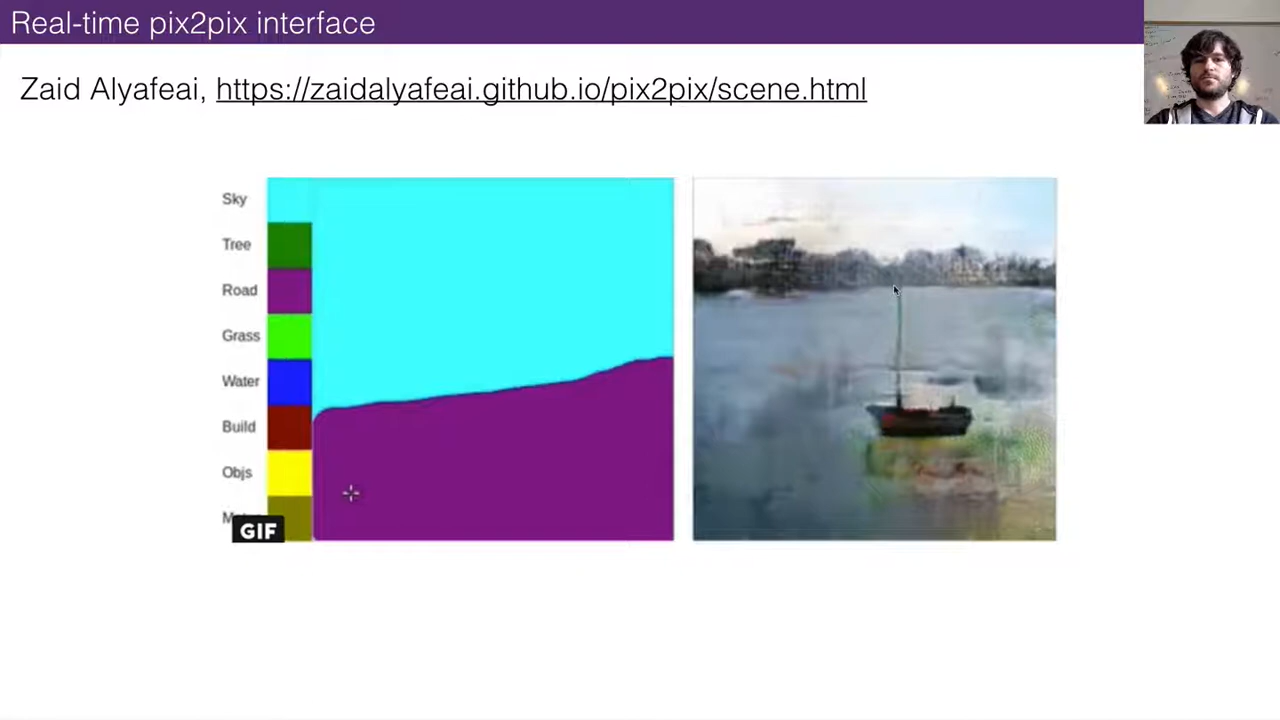 Real-time pix2pix interface
Zaid Alyafeai, https://zaidalyafeai.github.io/pix2pix/scene.html
Sky
Tree
Road
Grass
Water
Build
Objs
GIF